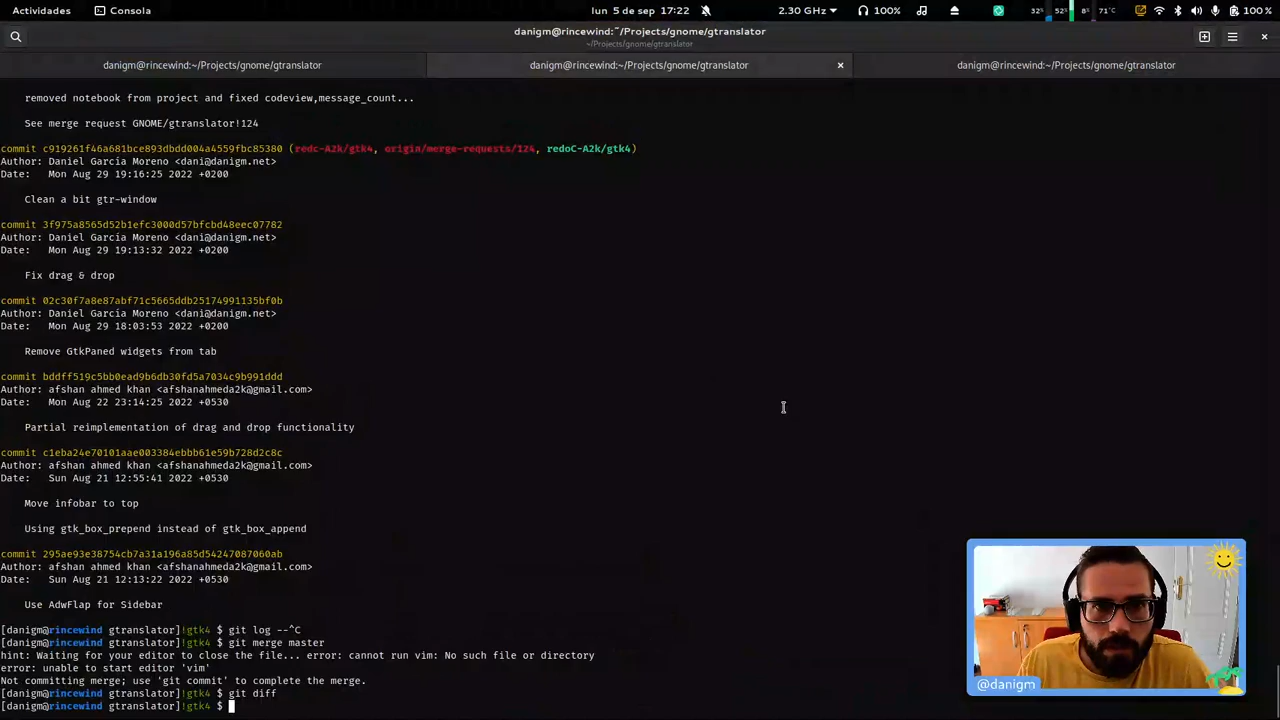 Actividades
Consola
lun 5 de sep 17:22
2.30 GHz
100%
32%
52%
8%
71°C
100 %
danigm@rincewind:~/Projects/gnome/gtranslator
~/Projects/gnome/gtranslator
danigm@rincewind:~/Projects/gnome/gtranslator
danigm@rincewind:~/Projects/gnome/gtranslator
danigm@rincewind:~/Projects/gnome/gtranslator
removed notebook from project and fixed codeview,message_count...
See merge request GNOME/gtranslator!124
commit c919261f46a681bce893dbdd004a4559fbc85380 (redc-A2k/gtk4, origin/merge-requests/124, redoC-A2k/gtk4)
Author: Daniel Garcia Moreno <dani@danigm.net>
Date: Mon Aug 29 19:16:25 2022 +0200
Clean a bit gtr-window
commit 3f975a8565d52b1efc3000d57bfcbd48eec07782
Author: Daniel Garcia Moreno <dani@danigm.net>
Date: Mon Aug 29 19:13:32 2022 +0200
Fix drag & drop
commit 02c30f7a8e87abf71c5665ddb25174991135bf0b
Author: Daniel Garcia Moreno <dani@danigm.net>
Date: Mon Aug 29 18:03:53 2022 +0200
Remove GtkPaned widgets from tab
commit bddff519c5bb0ead9b6db30fd5a7034c9b991ddd
Author: afshan ahmed khan <afshanahmeda2k@gmail.com>
Date: Mon Aug 22 23:14:25 2022 +0530
Partial reimplementation of drag and drop functionality
commit c1eba24e70101aae003384ebbb61e59b728d2c8c
Author: afshan ahmed khan <afshanahmeda2k@gmail.com>
Date: Sun Aug 21 12:55:41 2022 +0530
Move infobar to top
Using gtk_box_prepend instead of gtk_box_append
commit 295ae93e38754cb7a31a196a85d54247087060ab
Author: afshan ahmed khan <afshanahmeda2k@gmail.com>
Date: Sun Aug 21 12:13:22 2022 +0530
Use AdwFlap for Sidebar
[danigm@rincewind gtranslator]!gtk4 $ git log --^C
[danigm@rincewind gtranslator]!gtk4 $ git merge master
hint: Waiting for your editor to close the file... error: cannot run vim: No such file or directory
error: unable to start editor 'vim'
Not committing merge; use 'git commit' to complete the merge.
[danigm@rincewind gtranslator]!gtk4 $ git diff
[danigm@rincewind gtranslator]!gtk4 $
@danigm